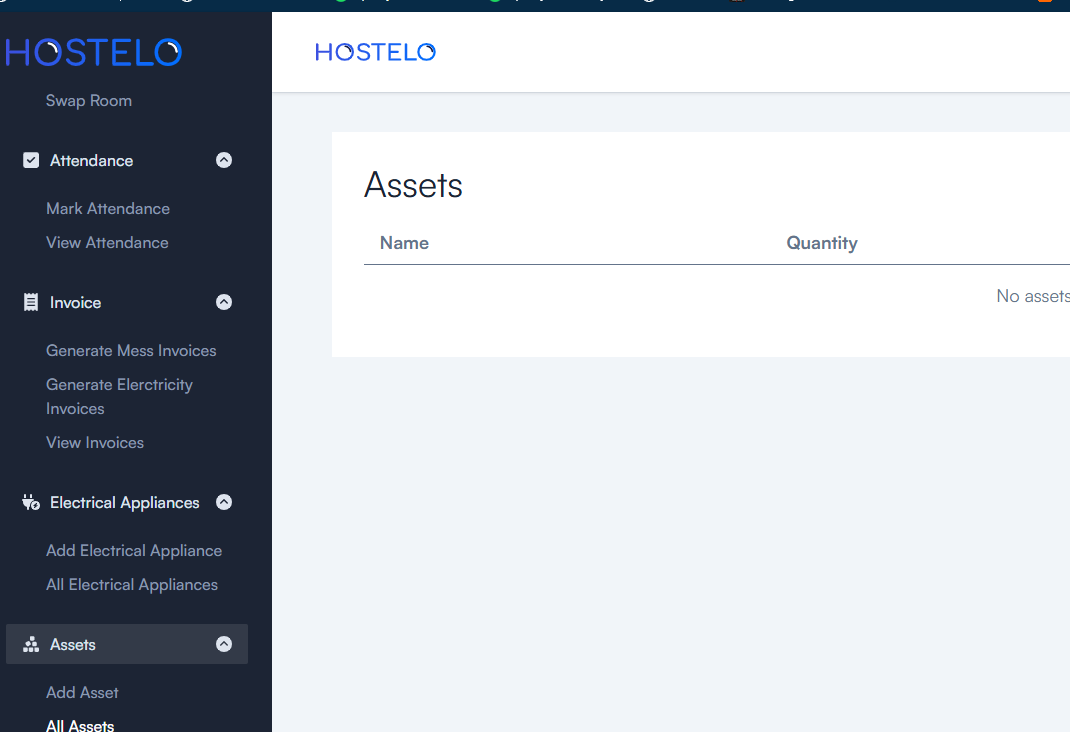 HOSTELO
Swap Room
Attendance
Mark Attendance
View Attendance
Invoice
Generate Mess Invoices
Generate Elerctricity
Invoices
View Invoices
Electrical Appliances
Add Electrical Appliance
All Electrical Appliances
Assets
Add Asset
All Assets
HOSTELO
Assets
Name Quantity
No assets